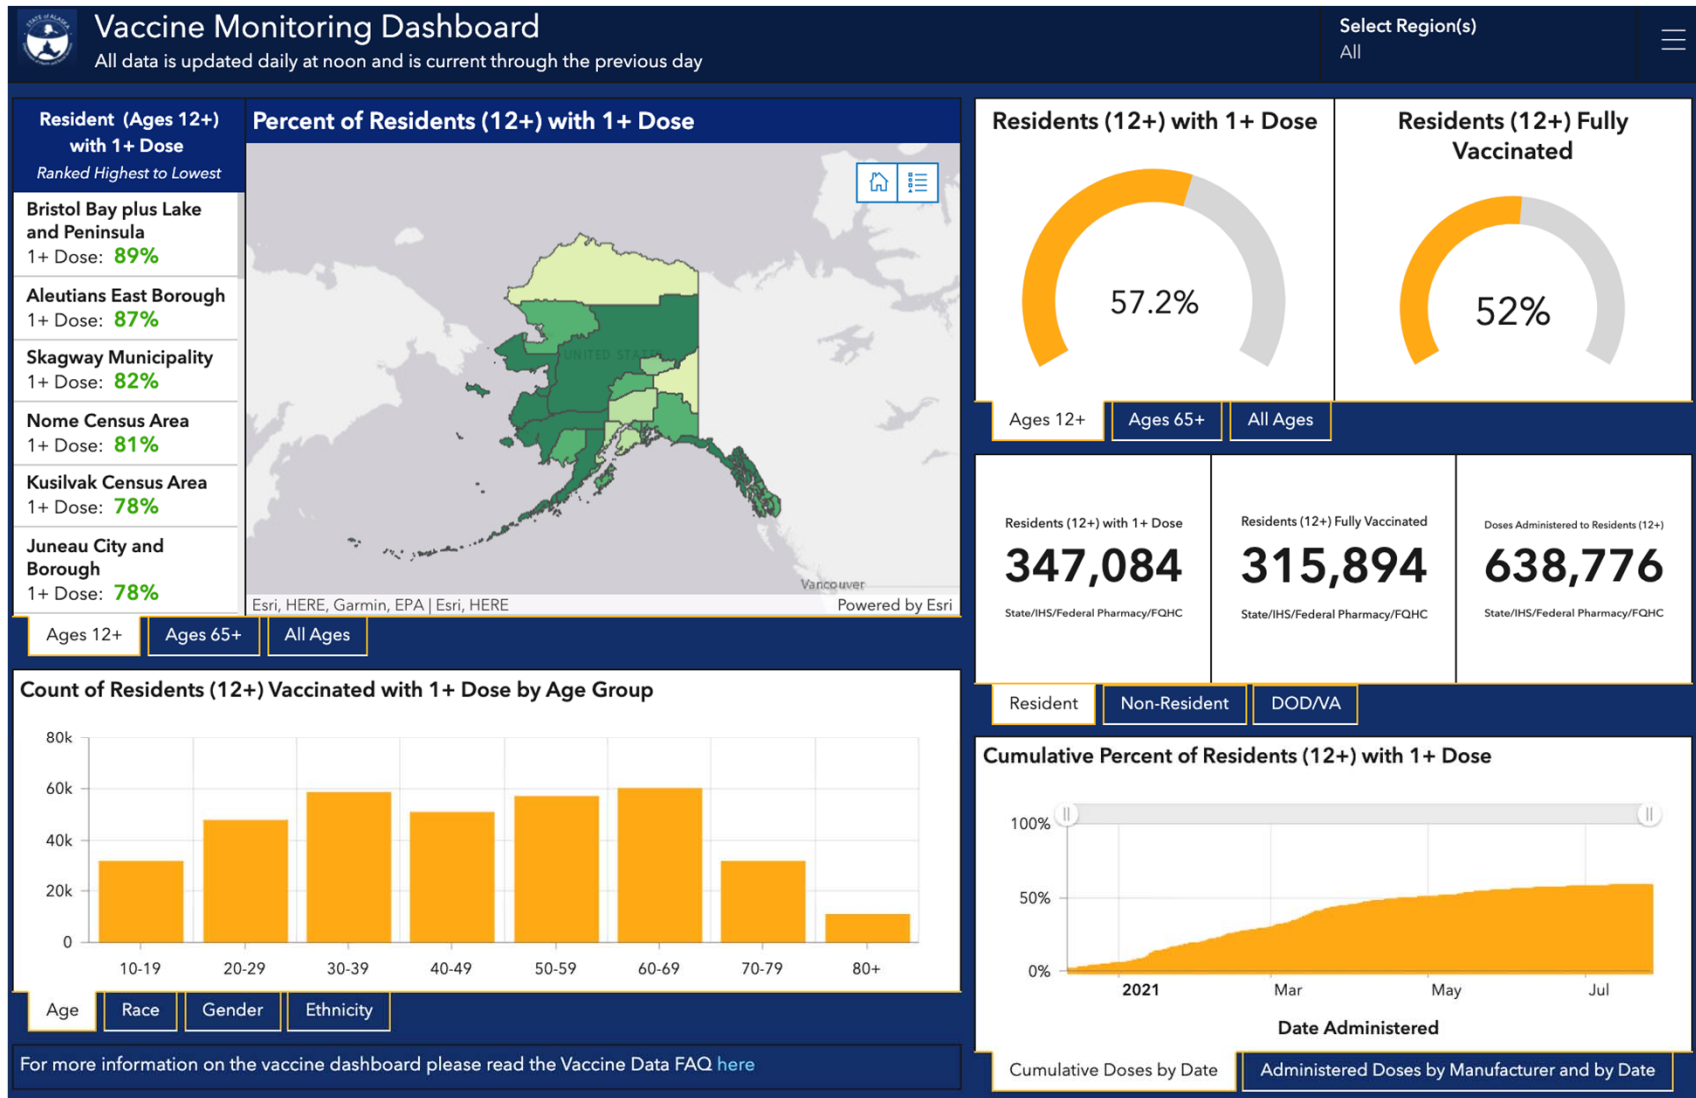 Vaccine Monitoring Dashboard
All data is updated daily at noon and is current through the previous day
Select Region(s)
All
Resident (Ages 12+)
with 1+ Dose
Ranked Highest to Lowest
Bristol Bay plus Lake
and Peninsula
1+ Dose: 89%
Aleutians East Borough
1+ Dose: 87%
Skagway Municipality
1+ Dose: 82%
Nome Census Area
1+ Dose: 81%
Kusilvak Census Area
1+ Dose: 78%
Juneau City and
Borough
1+ Dose: 78%
Percent of Residents (12+) with 1+ Dose
UNITED STATES
Vancouver
Esri, HERE, Garmin, EPA | Esri, HERE
Powered by Esri
Ages 12+
Ages 65+
All Ages
Residents (12+) with 1+ Dose
57.2%
Residents (12+) Fully
Vaccinated
52%
Ages 12+
Ages 65+
All Ages
Residents (12+) with 1+ Dose
347,084
State/IHS/Federal Pharmacy/FQHC
Residents (12+) Fully Vaccinated
315,894
State/IHS/Federal Pharmacy/FQHC
Doses Administered to Residents (12+)
638,776
State/IHS/Federal Pharmacy/FQHC
Resident
Non-Resident
DOD/VA
Count of Residents (12+) Vaccinated with 1+ Dose by Age Group
80k
60k
40k
20k
0
10-19
20-29
30-39
40-49
50-59
60-69
70-79
80+
Age
Race
Gender
Ethnicity
For more information on the vaccine dashboard please read the Vaccine Data FAQ here
Cumulative Percent of Residents (12+) with 1+ Dose
100%
50%
0%
2021
Mar
May
Jul
Date Administered
Cumulative Doses by Date
Administered Doses by Manufacturer and by Date